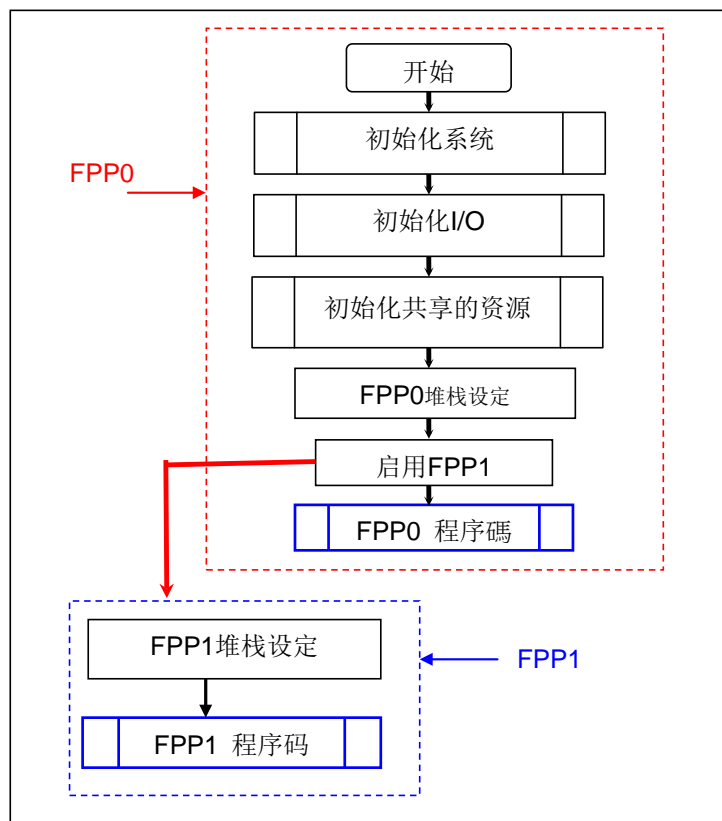 开始
初始化系统
FPP0
初始化I/O
初始化共享的资源
FPP0堆栈设定
启用FPP1
FPP0 程序碼
FPP1堆栈设定
FPP1
FPP1 程序码